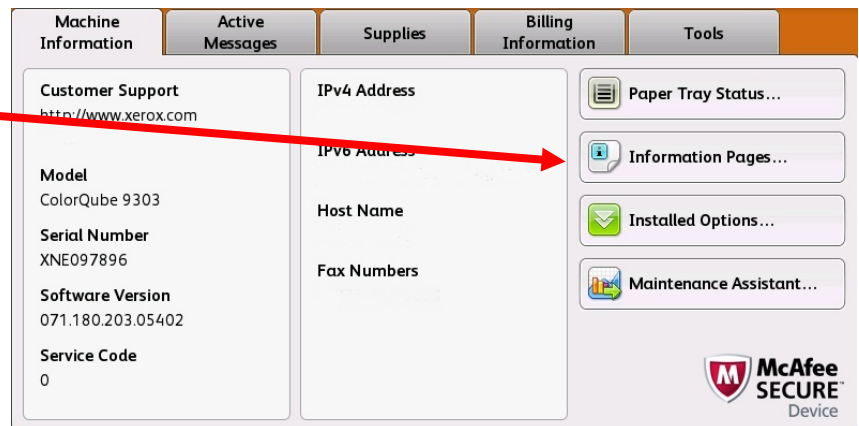 Machine
Information
Active
Messages
Supplies
Billing
Information
Tools
Customer Support
http://www.xerox.com
Model
ColorQube 9303
Serial Number
XNE097896
Software Version
071.180.203.05402
Service Code
0
IPv4 Address
IPv6 Address
Host Name
Fax Numbers
Paper Tray Status...
Information Pages...
Installed Options...
Maintenance Assistant...
McAfee
SECURE™
Device